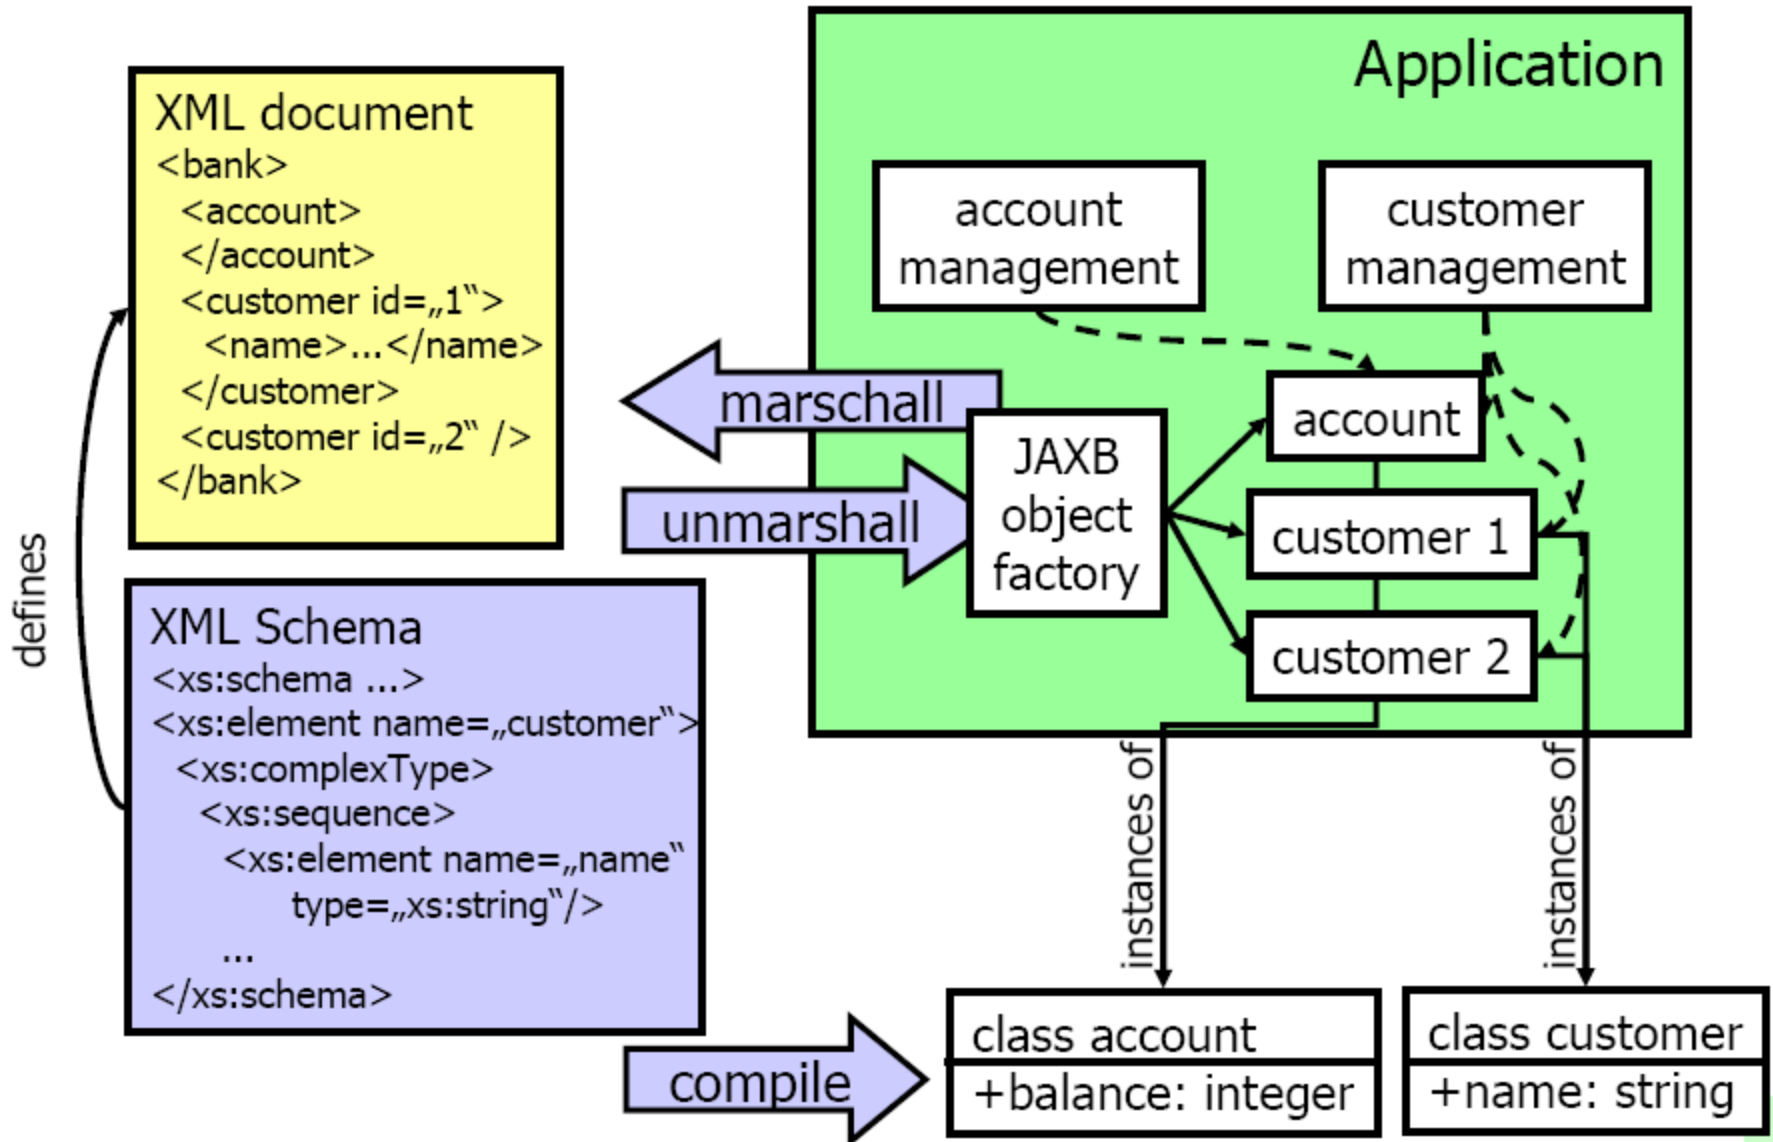 XML document
<bank>
<account>
</account>
<customer id=„1“>
<name>...</name>
</customer>
<customer id=„2“ />
</bank>
defines
XML Schema
<xs:schema ...>
<xs:element name=„customer“>
<xs:complexType>
<xs:sequence>
<xs:element name=„name“
type=„xs:string“/>
...
</xs:schema>
marschall
unmarshall
compile
Application
account
management
customer
management
JAXB
object
factory
account
customer 1
customer 2
instances of
instances of
class account
+balance: integer
class customer
+name: string